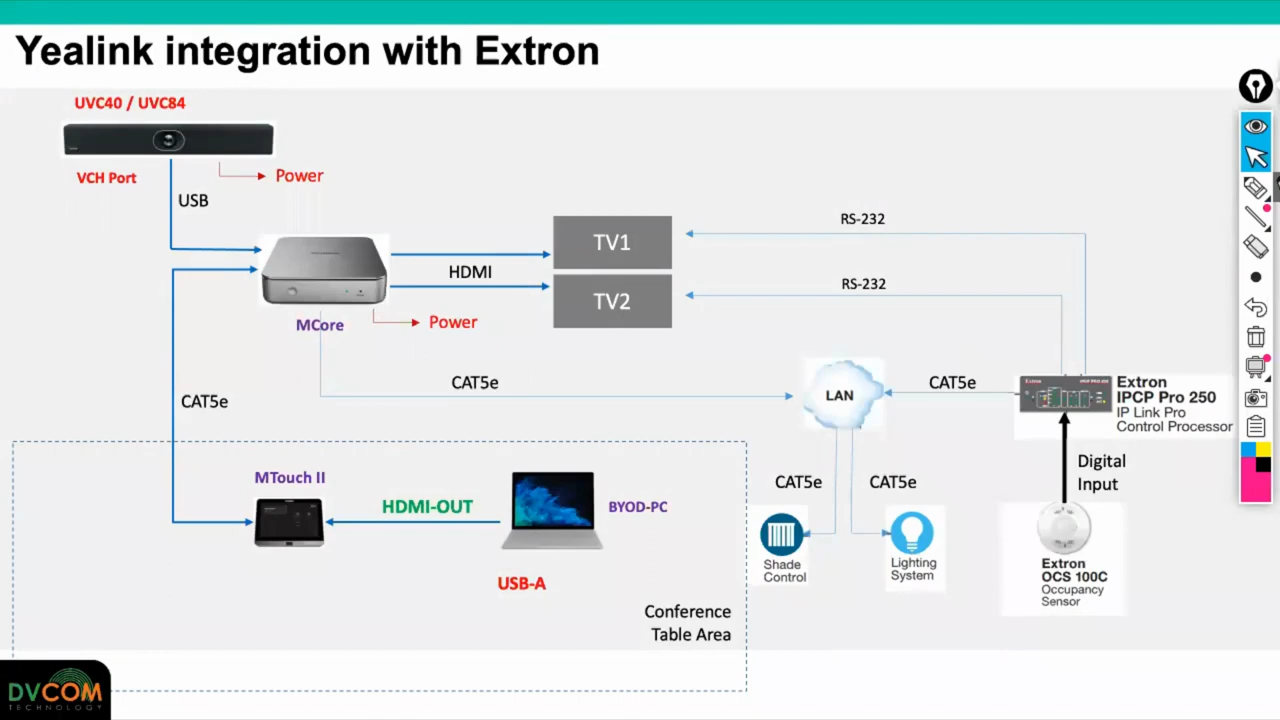 Yealink integration with Extron
UVC40 / UVC84
VCH Port
Power
USB
RS-232
TV1
HDMI
RS-232
TV2
MCore
Power
CAT5e
LAN
CAT5e
Extron
IPCP Pro 250
IP Link Pro
Control Processor
CAT5e
Digital
Input
MTouch II
HDMI-OUT
BYOD-PC
CAT5e
CAT5e
Shade
Control
Lighting
System
Extron
OCS 100C
Occupancy
Sensor
USB-A
Conference
Table Area
DVCOM
TECHNOLOGY